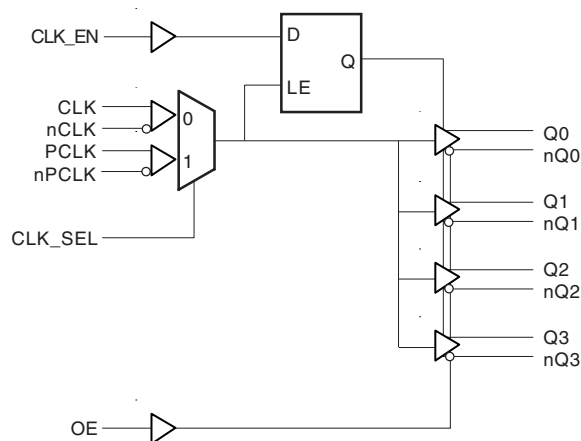 CLK_EN
D
Q
LE
CLK
nCLK
0
PCLK
nPCLK
1
CLK_SEL
Q0
nQ0
Q1
nQ1
Q2
nQ2
Q3
nQ3
OE